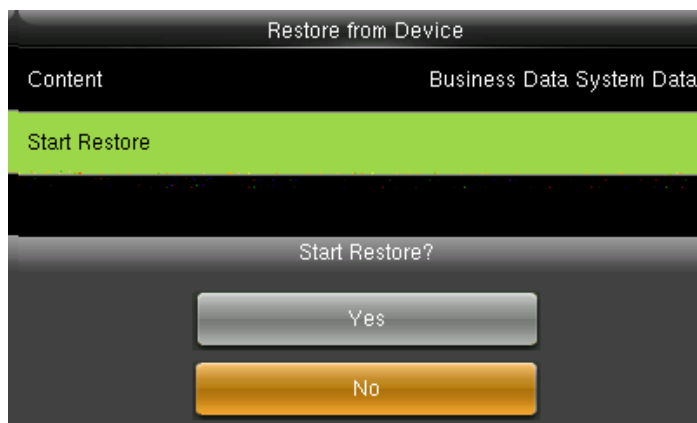 Restore from Device
Content Business Data System Data
Start Restore
Start Restore?
Yes
No